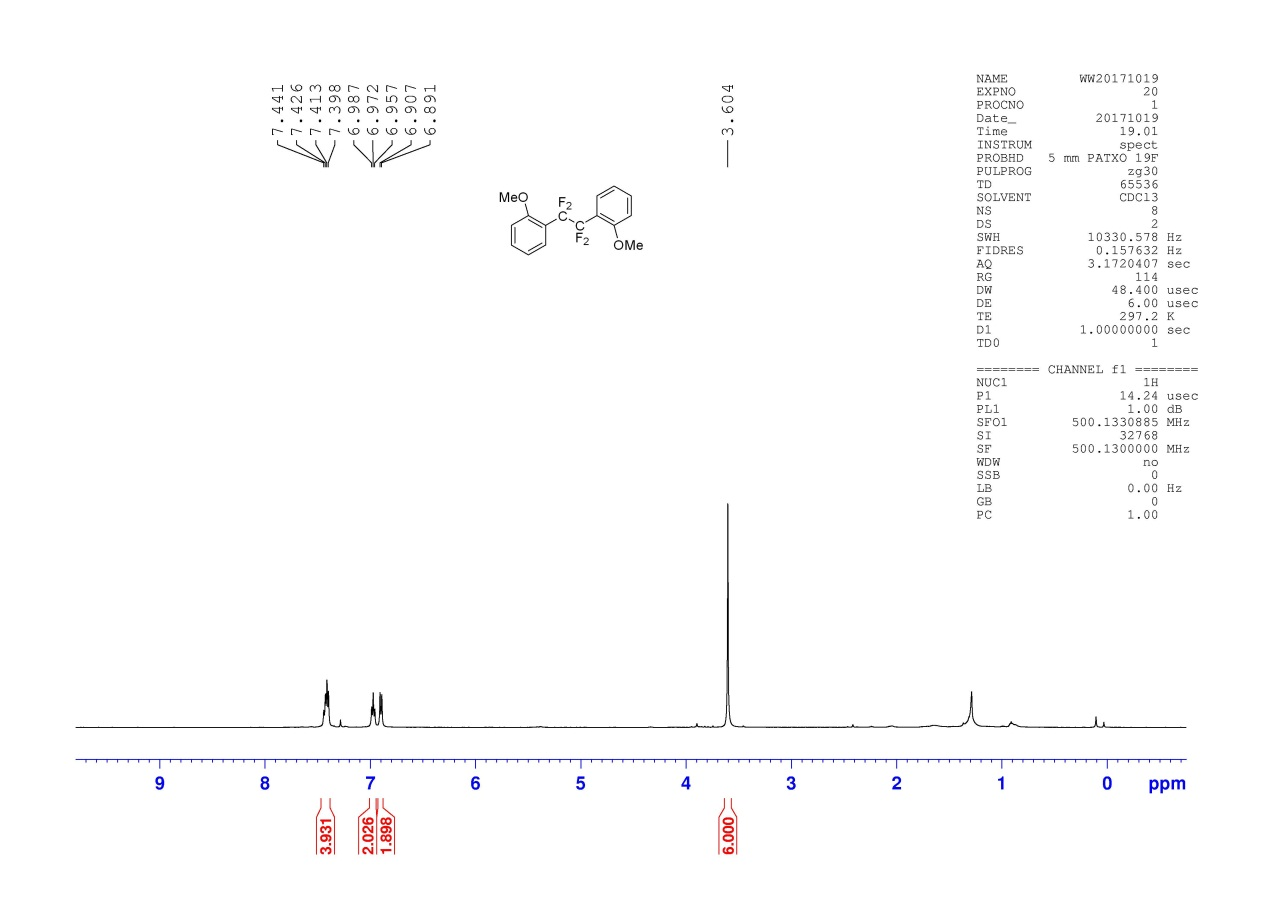 7.441
7.426
7.413
7.398
6.987
6.972
6.957
6.907
6.891
3.604
MeO
F2
C
C
F2
OMe
NAME WW20171019
EXPNO 20
PROCNO 1
Date_ 20171019
Time 19.01
INSTRUM spect
PROBHD 5 mm PATXO 19F
PULPROG zg30
TD 65536
SOLVENT CDCl3
NS 8
DS 2
SWH 10330.578 Hz
FIDRES 0.157632 Hz
AQ 3.1720407 sec
RG 114
DW 48.400 usec
DE 6.00 usec
TE 297.2 K
D1 1.00000000 sec
TD0 1
======== CHANNEL f1 ========
NUC1 1H
P1 14.24 usec
PL1 1.00 dB
SFO1 500.1330885 MHz
SI 32768
SF 500.1300000 MHz
WDW no
SSB 0
LB 0.00 Hz
GB 0
PC 1.00
9 8 7 6 5 4 3 2 1 0 ppm
3.931
2.026
1.898
6.000